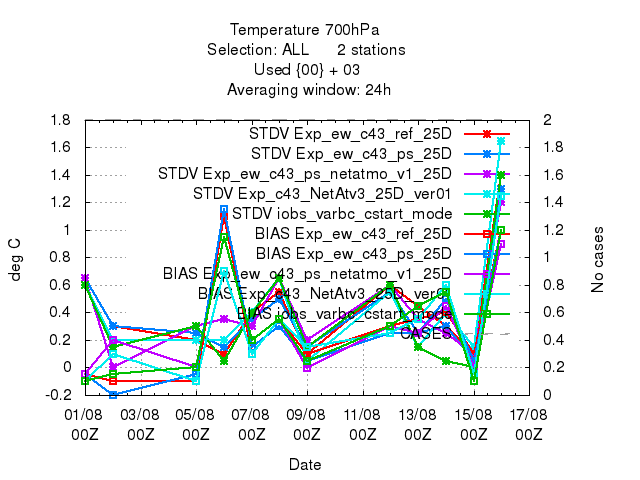 Temperature 700hPa
Selection: ALL 2 stations
Used {00} + 03
Averaging window: 24h
1.8 2
STDV Exp_ew_c43_ref_25D
1.6 1.8
STDV Exp_ew_c43_ps_25D
1.4 1.6
STDV Exp_ew_c43_ps_netatmo_v1_25D
STDV Exp_c43_NetAtv3_25D_ver01
1.2 1.4
STDV iobs_varbc_cstart_mode
1 1.2
BIAS Exp_ew_c43_ref_25D
0.8 1
BIAS Exp_ew_c43_ps_25D
BIAS Exp_ew_c43_ps_netatmo_v1_25D
0.6 0.8
BIAS Exp_c43_NetAtv3_25D_ver01
0.4 0.6
BIAS iobs_varbc_cstart_mode
CASES
0.2 0.4
0 0.2
-0.2 0
deg C
No cases
01/08 03/08 05/08 07/08 09/08 11/08 13/08 15/08 17/08
00Z 00Z 00Z 00Z 00Z 00Z 00Z 00Z 00Z
Date